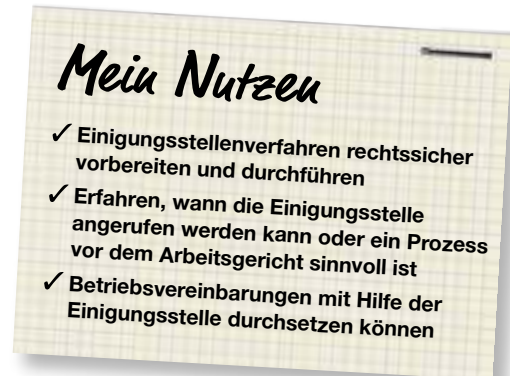 Mein Nutzen
✓ Einigungsstellenverfahren rechtssicher
vorbereiten und durchführen
✓ Erfahren, wann die Einigungsstelle
angerufen werden kann oder ein Prozess
vor dem Arbeitsgericht sinnvoll ist
✓ Betriebsvereinbarungen mit Hilfe der
Einigungsstelle durchsetzen können